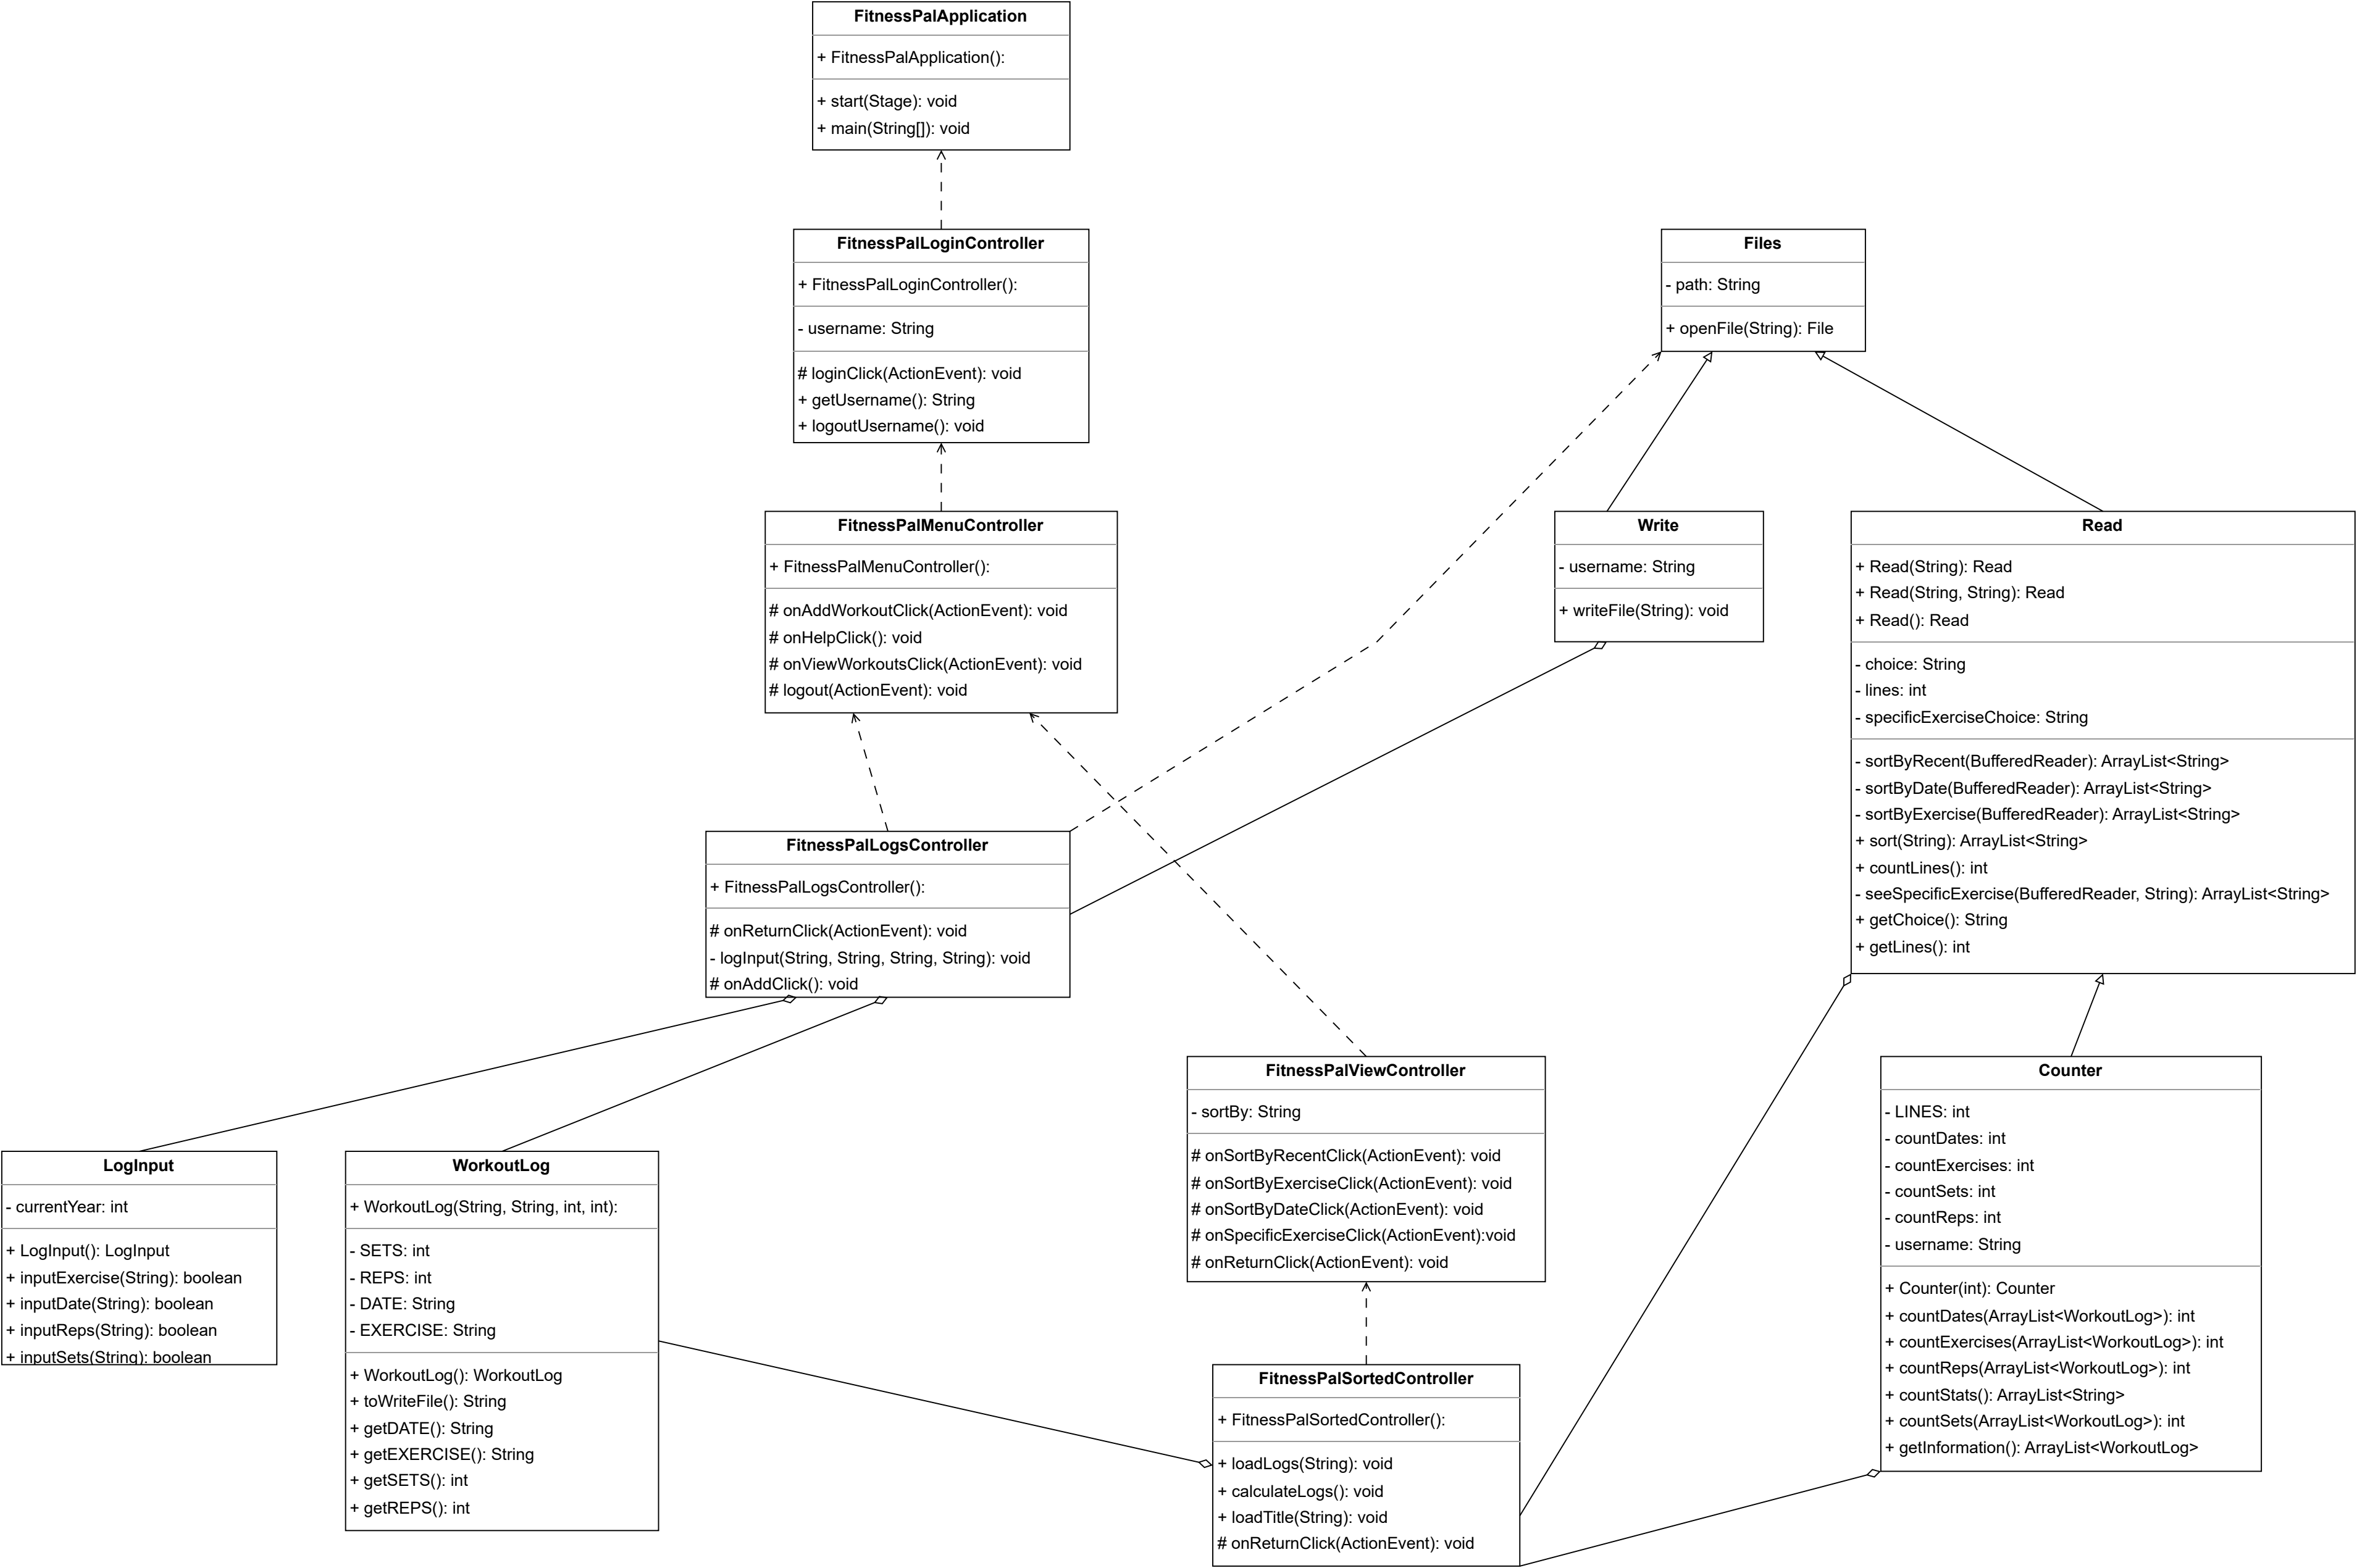 FitnessPalApplication
+ FitnessPalApplication():
+ start(Stage): void
+ main(String[]): void
FitnessPalLoginController
+ FitnessPalLoginController():
- username: String
# loginClick(ActionEvent): void
+ getUsername(): String
+ logoutUsername(): void
Files
- path: String
+ openFile(String): File
FitnessPalMenuController
+ FitnessPalMenuController():
# onAddWorkoutClick(ActionEvent): void
# onHelpClick(): void
# onViewWorkoutsClick(ActionEvent): void
# logout(ActionEvent): void
Write
- username: String
+ writeFile(String): void
Read
+ Read(String): Read
+ Read(String, String): Read
+ Read(): Read
- choice: String
- lines: int
- specificExerciseChoice: String
- sortByRecent(BufferedReader): ArrayList<String>
- sortByDate(BufferedReader): ArrayList<String>
- sortByExercise(BufferedReader): ArrayList<String>
+ sort(String): ArrayList<String>
+ countLines(): int
- seeSpecificExercise(BufferedReader, String): ArrayList<String>
+ getChoice(): String
+ getLines(): int
FitnessPalLogsController
+ FitnessPalLogsController():
# onReturnClick(ActionEvent): void
- logInput(String, String, String, String): void
# onAddClick(): void
FitnessPalViewController
- sortBy: String
# onSortByRecentClick(ActionEvent): void
# onSortByExerciseClick(ActionEvent): void
# onSortByDateClick(ActionEvent): void
# onSpecificExerciseClick(ActionEvent):void
# onReturnClick(ActionEvent): void
Counter
- LINES: int
- countDates: int
- countExercises: int
- countSets: int
- countReps: int
- username: String
+ Counter(int): Counter
+ countDates(ArrayList<WorkoutLog>): int
+ countExercises(ArrayList<WorkoutLog>): int
+ countReps(ArrayList<WorkoutLog>): int
+ countStats(): ArrayList<String>
+ countSets(ArrayList<WorkoutLog>): int
+ getInformation(): ArrayList<WorkoutLog>
LogInput
- currentYear: int
+ LogInput(): LogInput
+ inputExercise(String): boolean
+ inputDate(String): boolean
+ inputReps(String): boolean
+ inputSets(String): boolean
WorkoutLog
+ WorkoutLog(String, String, int, int):
- SETS: int
- REPS: int
- DATE: String
- EXERCISE: String
+ WorkoutLog(): WorkoutLog
+ toWriteFile(): String
+ getDATE(): String
+ getEXERCISE(): String
+ getSETS(): int
+ getREPS(): int
FitnessPalSortedController
+ FitnessPalSortedController():
+ loadLogs(String): void
+ calculateLogs(): void
+ loadTitle(String): void
# onReturnClick(ActionEvent): void